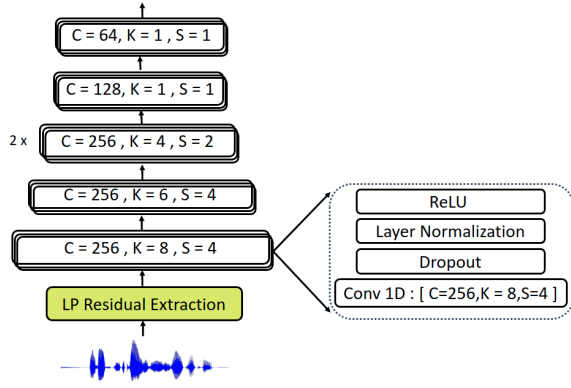 C = 64, K = 1 , S = 1
C = 128, K = 1 , S = 1
2 x
C = 256 , K = 4 , S = 2
C = 256 , K = 6 , S = 4
C = 256 , K = 8 , S = 4
LP Residual Extraction
ReLU
Layer Normalization
Dropout
Conv 1D : [ C=256,K = 8,S=4 ]